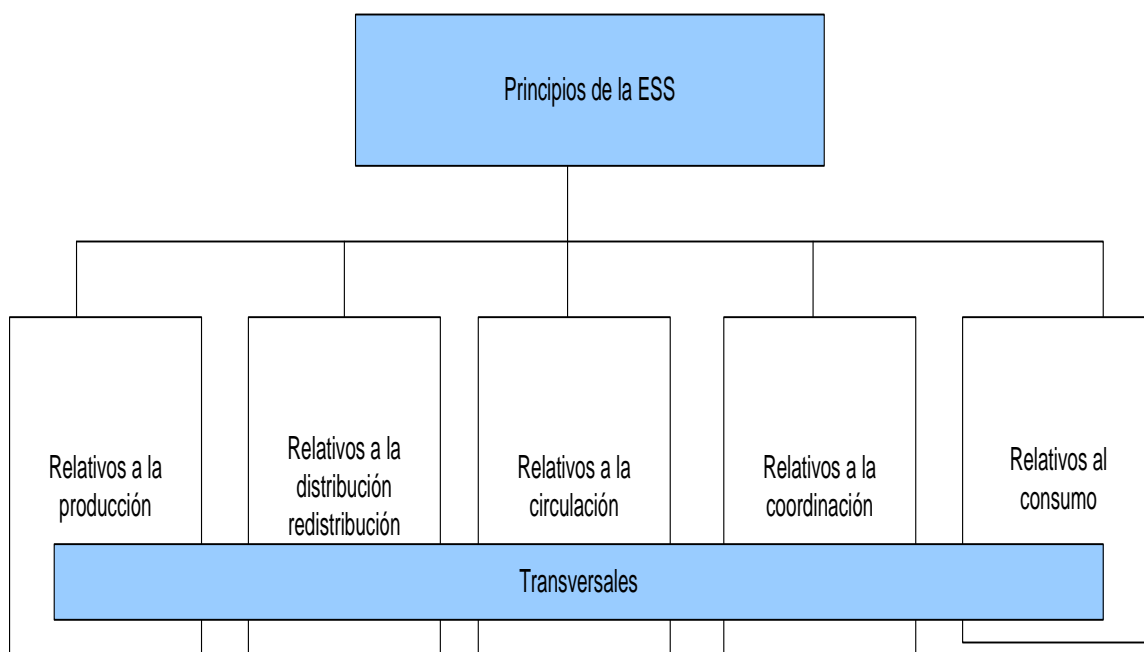 Principios de la ESS
Relativos a la
producción
Relativos a la
distribución
redistribución
Relativos a la
circulación
Relativos a la
coordinación
Relativos al
consumo
Transversales